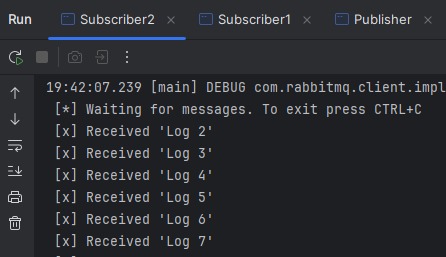 Run Subscriber2 × Subscriber1 × Publisher ×
19:42:07.239 [main] DEBUG com.rabbitmq.client.impl
[*] Waiting for messages. To exit press CTRL+C
[x] Received 'Log 2'
[x] Received 'Log 3'
[x] Received 'Log 4'
[x] Received 'Log 5'
[x] Received 'Log 6'
[x] Received 'Log 7'